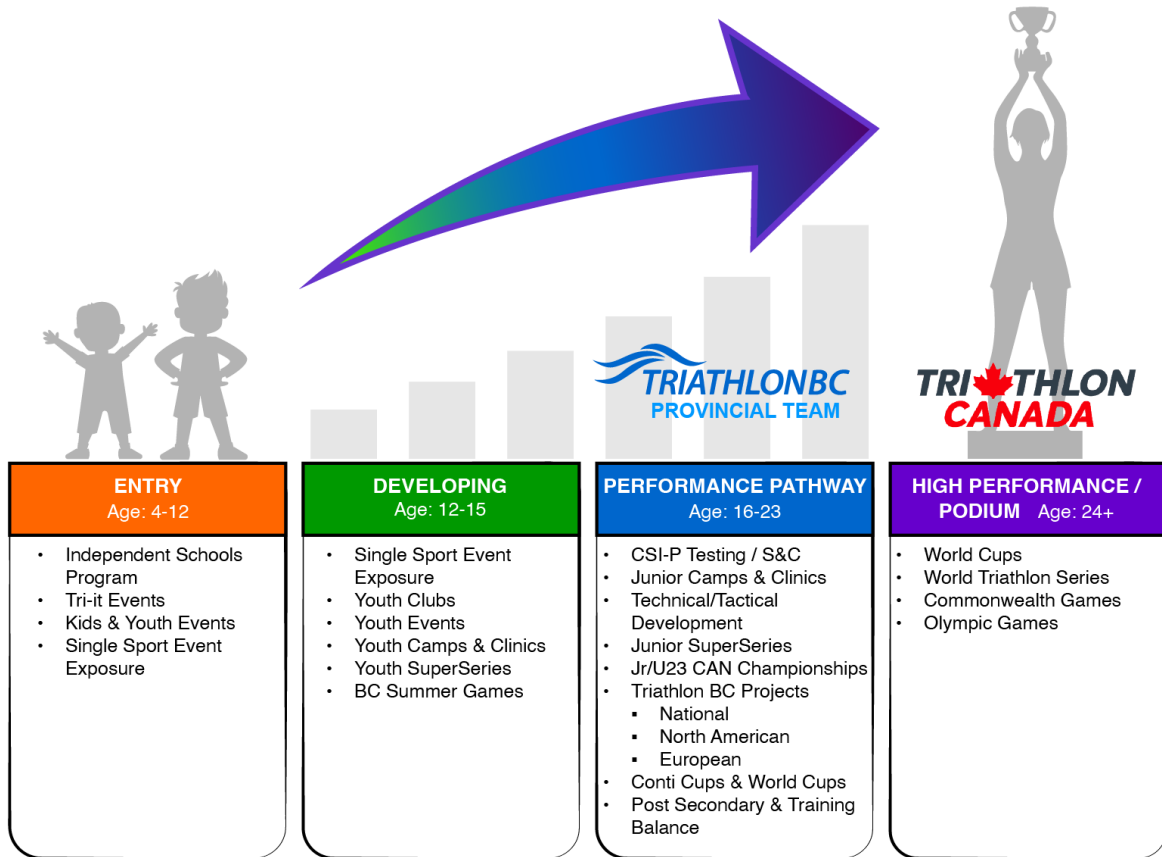 TRIATHLON BC
PROVINCIAL TEAM
TRIATHLON
CANADA
ENTRY
Age: 4-12
• Independent Schools
Program
• Tri-it Events
• Kids & Youth Events
• Single Sport Event
Exposure
DEVELOPING
Age: 12-15
• Single Sport Event
Exposure
• Youth Clubs
• Youth Events
• Youth Camps & Clinics
• Youth SuperSeries
• BC Summer Games
PERFORMANCE PATHWAY
Age: 16-23
• CSI-P Testing / S&C
• Junior Camps & Clinics
• Technical/Tactical
Development
• Junior SuperSeries
• Jr/U23 CAN Championships
• Triathlon BC Projects
▪ National
▪ North American
▪ European
• Conti Cups & World Cups
• Post Secondary & Training
Balance
HIGH PERFORMANCE /
PODIUM Age: 24+
• World Cups
• World Triathlon Series
• Commonwealth Games
• Olympic Games